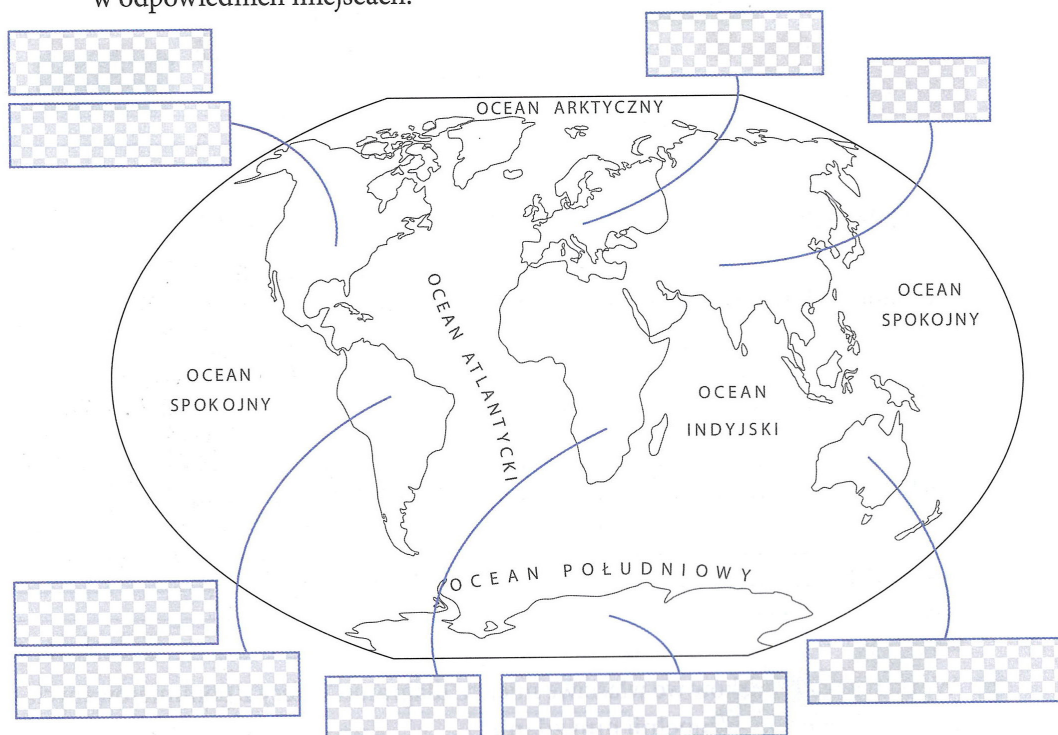 w odpowiednich miejscach.
OCEAN ARKTYCZNY
OCEAN
SPOKOJNY
OCEAN ATLANTYCKI
OCEAN
SPOKOJNY
OCEAN
INDYJSKI
OCEAN POŁUDNIOWY